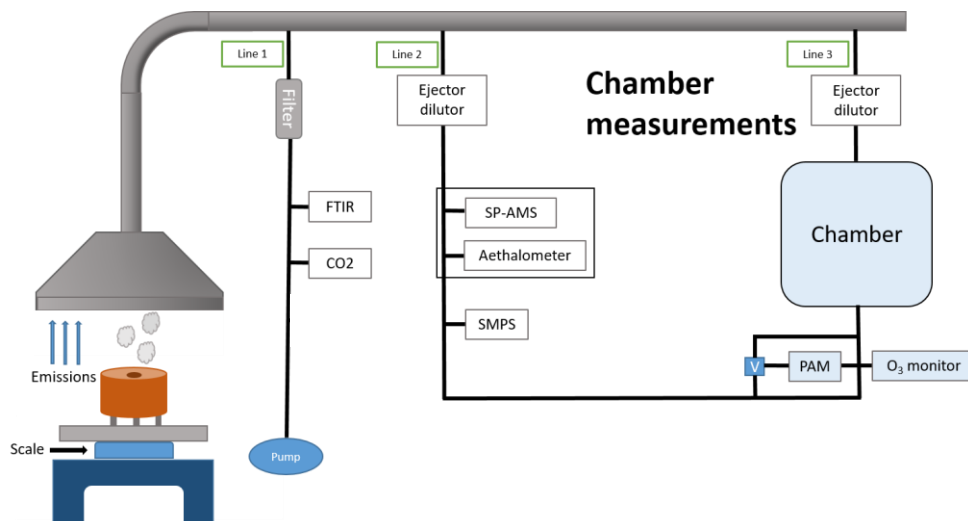 Line 1
Line 2
Line 3
Filter
Ejector
dilutor
Chamber
measurements
Ejector
dilutor
FTIR
SP-AMS
CO2
Aethalometer
Chamber
SMPS
Emissions
V
PAM
O₃ monitor
Scale
Pump